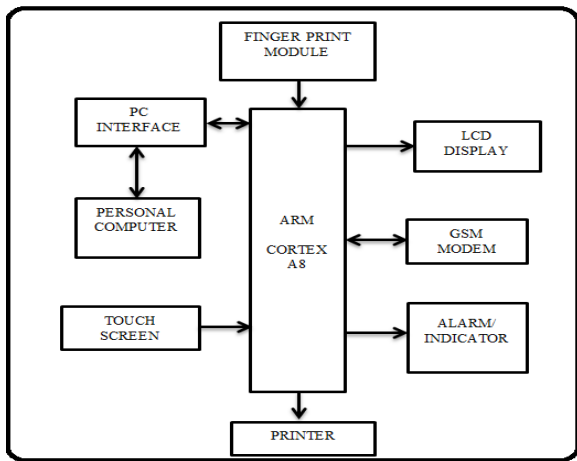 FINGER PRINT
MODULE
PC
INTERFACE
LCD
DISPLAY
PERSONAL
COMPUTER
ARM
CORTEX
A8
GSM
MODEM
TOUCH
SCREEN
ALARM/
INDICATOR
PRINTER